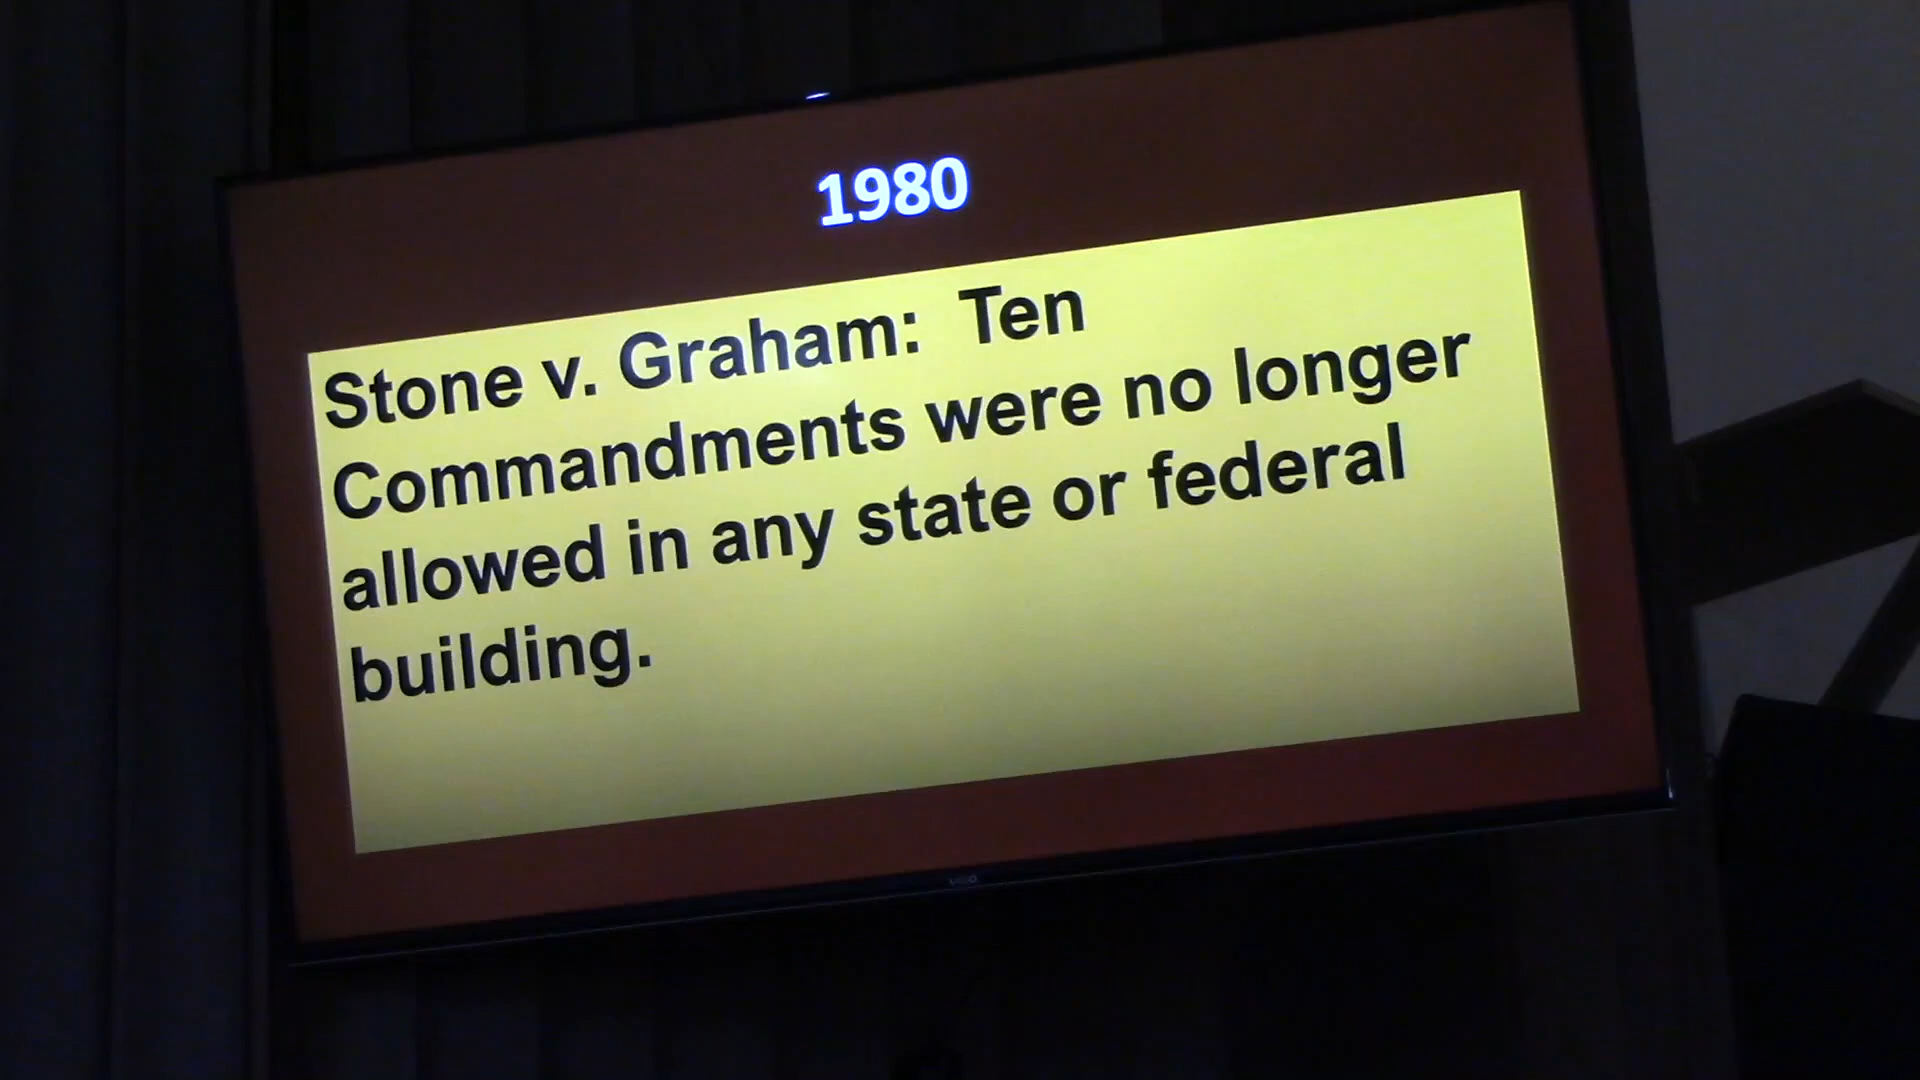 1980
Stone v. Graham:  Ten
Commandments were no longer
allowed in any state or federal
building.